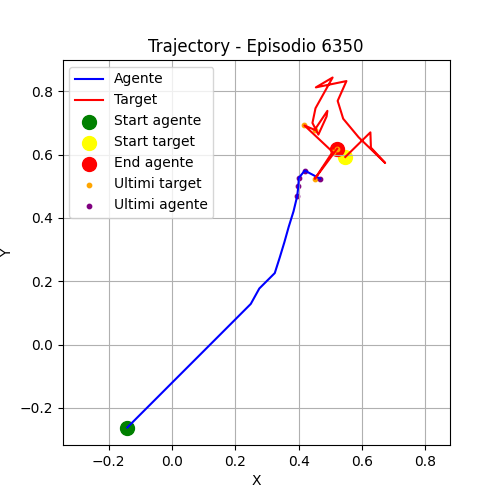 Trajectory - Episodio 6350
Agente
Target
Start agente
Start target
End agente
Ultimi target
Ultimi agente
0.8
0.6
0.4
0.2
0.0
−0.2
Y
−0.2
0.0
0.2
0.4
0.6
0.8
X